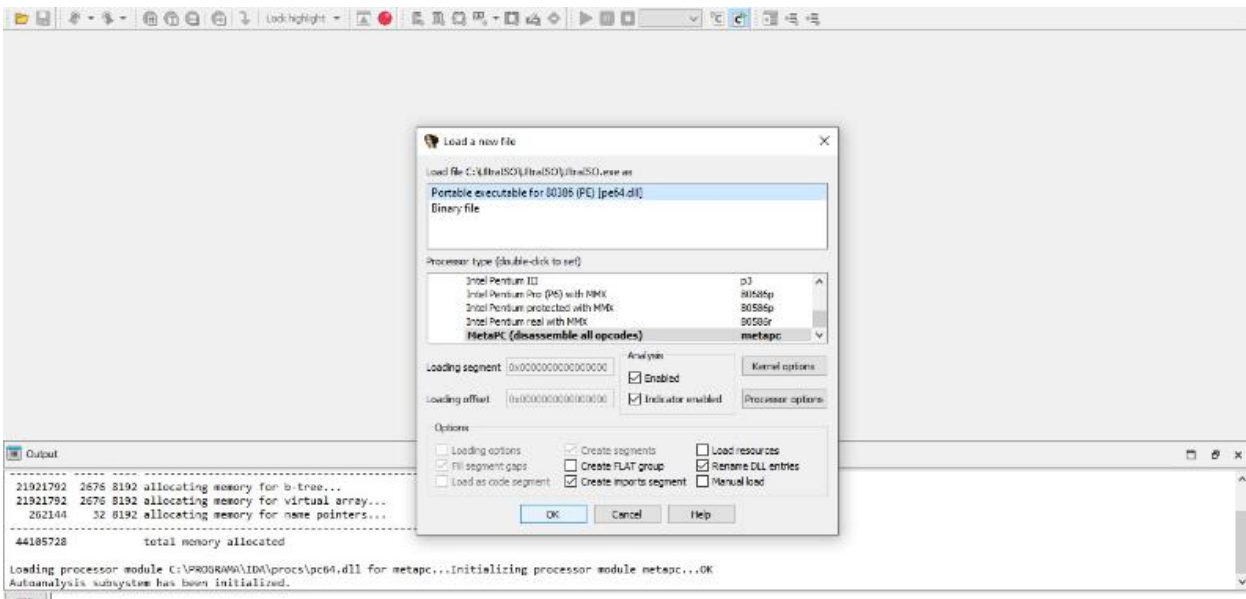 Lock highlight
Load a new file
Load file C:\UltraISO\UltraISO\UltraISO.exe as
Portable executable for 80386 (PE) [pe64.dll]
Binary file
Processor type (double-click to set)
Intel Pentium III p3
Intel Pentium Pro (P6) with MMX 80686p
Intel Pentium protected with MMX 80586p
Intel Pentium real with MMX 80586r
MetaPC (disassemble all opcodes) metapc
Loading segment 0x0000000000000000
Loading offset 0x0000000000000000
Analysis
Enabled
Indicator enabled
Kernel options
Processor options
Options
Loading options Create segments Load resources
Fill segment gaps Create FLAT group Rename DLL entries
Load as code segment Create imports segment Manual load
OK Cancel Help
Output
-------- ----- ---- --------------------------------------------
21921792 2676 8192 allocating memory for b-tree...
21921792 2676 8192 allocating memory for virtual array...
262144 32 8192 allocating memory for name pointers...
-----------------------------------------------------------------
44105728 total memory allocated
Loading processor module C:\PROGRAMA\IDA\procs\pc64.dll for metapc...Initializing processor module metapc...OK
Autoanalysis subsystem has been initialized.